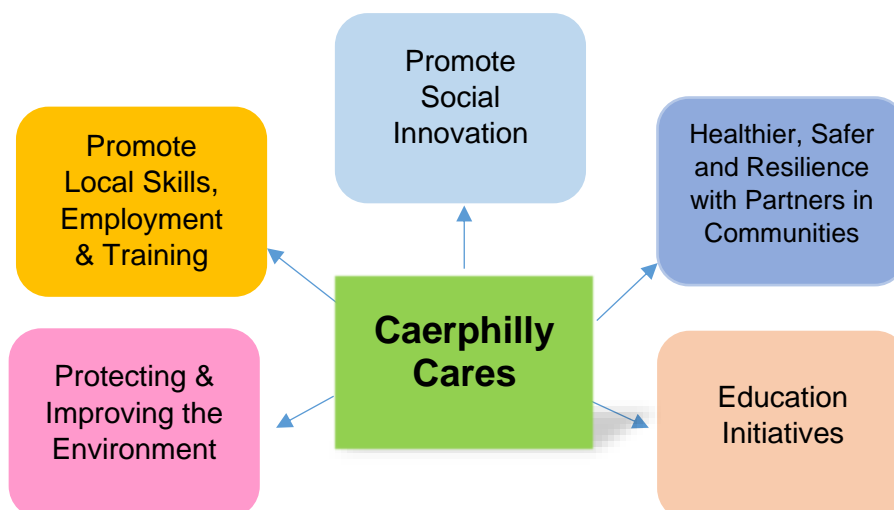 Promote
Social
Innovation
Promote
Local Skills,
Employment
& Training
Healthier, Safer
and Resilience
with Partners in
Communities
Caerphilly
Cares
Protecting &
Improving the
Environment
Education
Initiatives